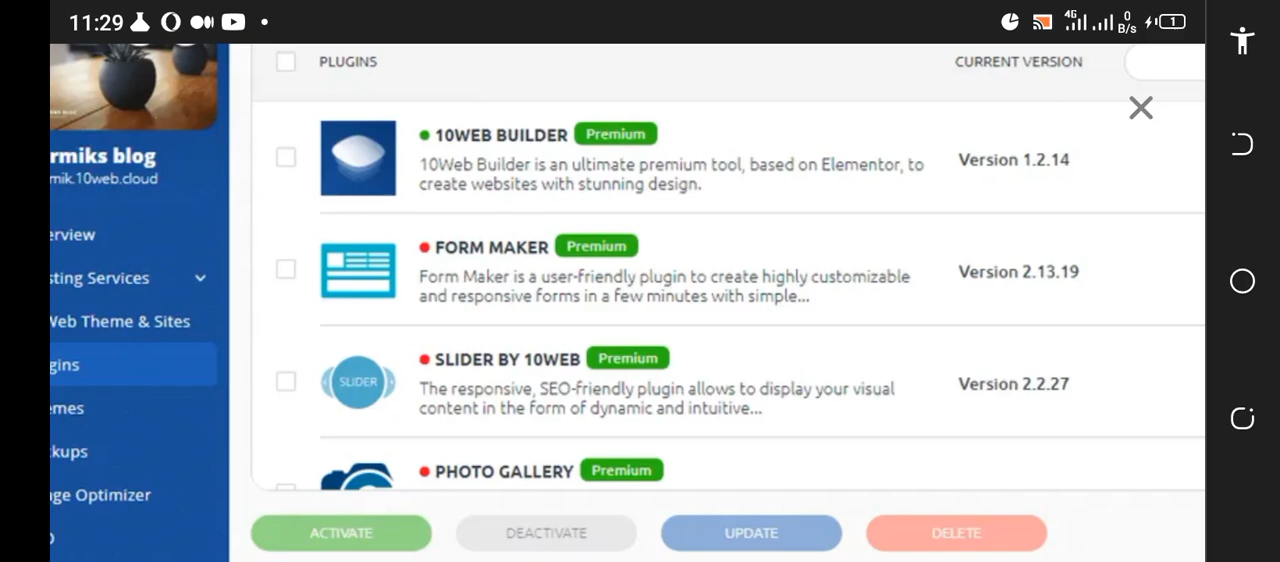 11:29
4G
0
B/s
1
PLUGINS
CURRENT VERSION
rmiks blog
mik.10web.cloud
erview
sting Services
Web Theme & Sites
gins
emes
kups
ge Optimizer
10WEB BUILDER Premium
10Web Builder is an ultimate premium tool, based on Elementor, to
create websites with stunning design.
Version 1.2.14
FORM MAKER Premium
Form Maker is a user-friendly plugin to create highly customizable
and responsive forms in a few minutes with simple...
Version 2.13.19
SLIDER
SLIDER BY 10WEB Premium
The responsive, SEO-friendly plugin allows to display your visual
content in the form of dynamic and intuitive...
Version 2.2.27
PHOTO GALLERY Premium
ACTIVATE
DEACTIVATE
UPDATE
DELETE